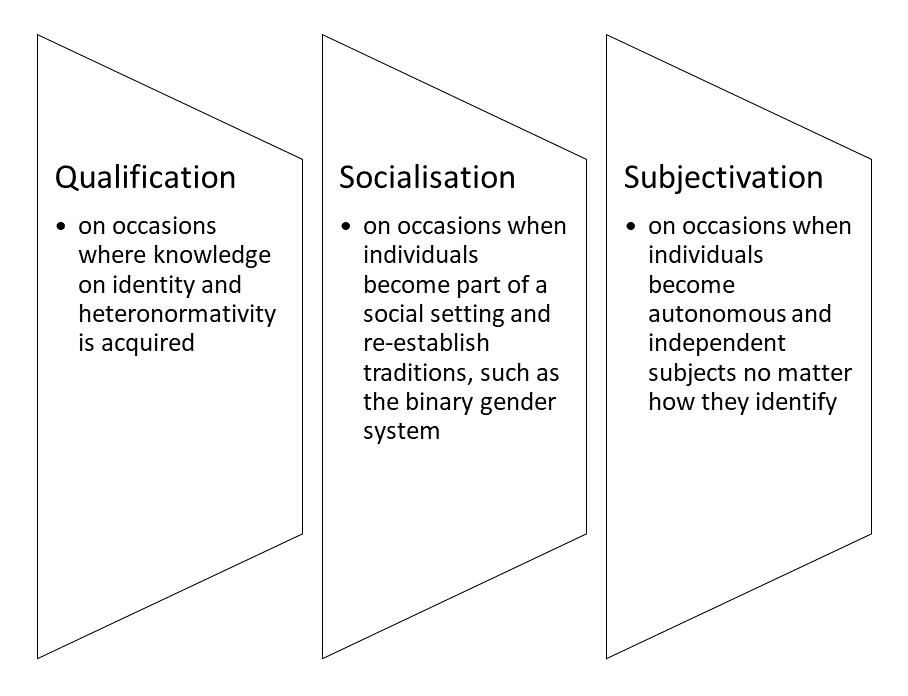 Qualification
• on occasions
where knowledge
on identity and
heteronormativity
is acquired
Socialisation
• on occasions when
individuals
become part of a
social setting and
re-establish
traditions, such as
the binary gender
system
Subjectivation
• on occasions when
individuals
become
autonomous and
independent
subjects no matter
how they identify